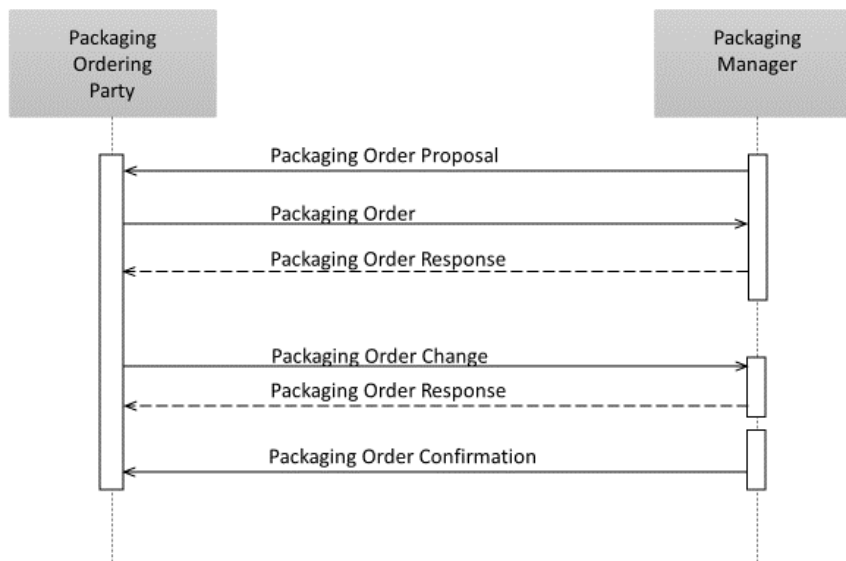 Packaging
Ordering
Party
Packaging
Manager
Packaging Order Proposal
Packaging Order
Packaging Order Response
Packaging Order Change
Packaging Order Response
Packaging Order Confirmation